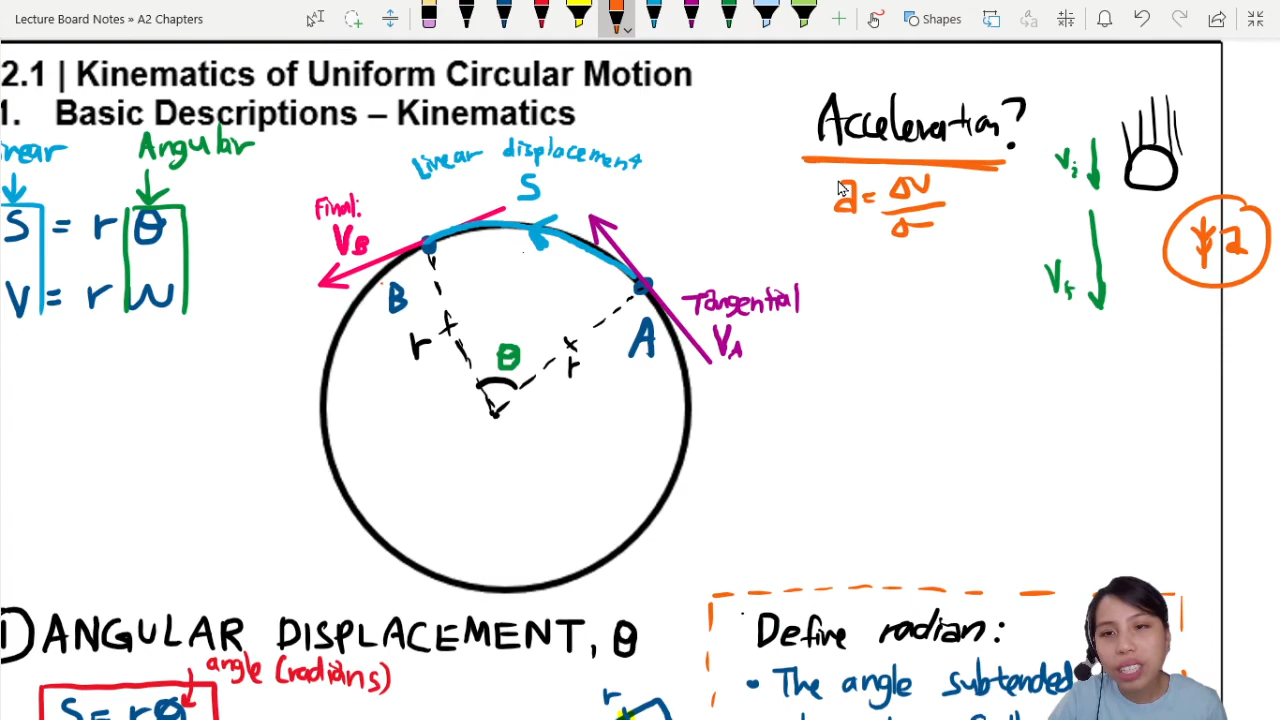 Lecture Board Notes » A2 Chapters
Shapes
2.1 | Kinematics of Uniform Circular Motion
1. Basic Descriptions – Kinematics
near Angular
S = r θ
V = r ω
Linear displacement
S
Final:
VB
B
r
θ
r
A
Tangential
VA
Acceleration?
a = ΔV
Vi
Vf
a
1) ANGULAR DISPLACEMENT, θ
angle (radians)
S = rθ
r
Define radian:
• The angle subtended